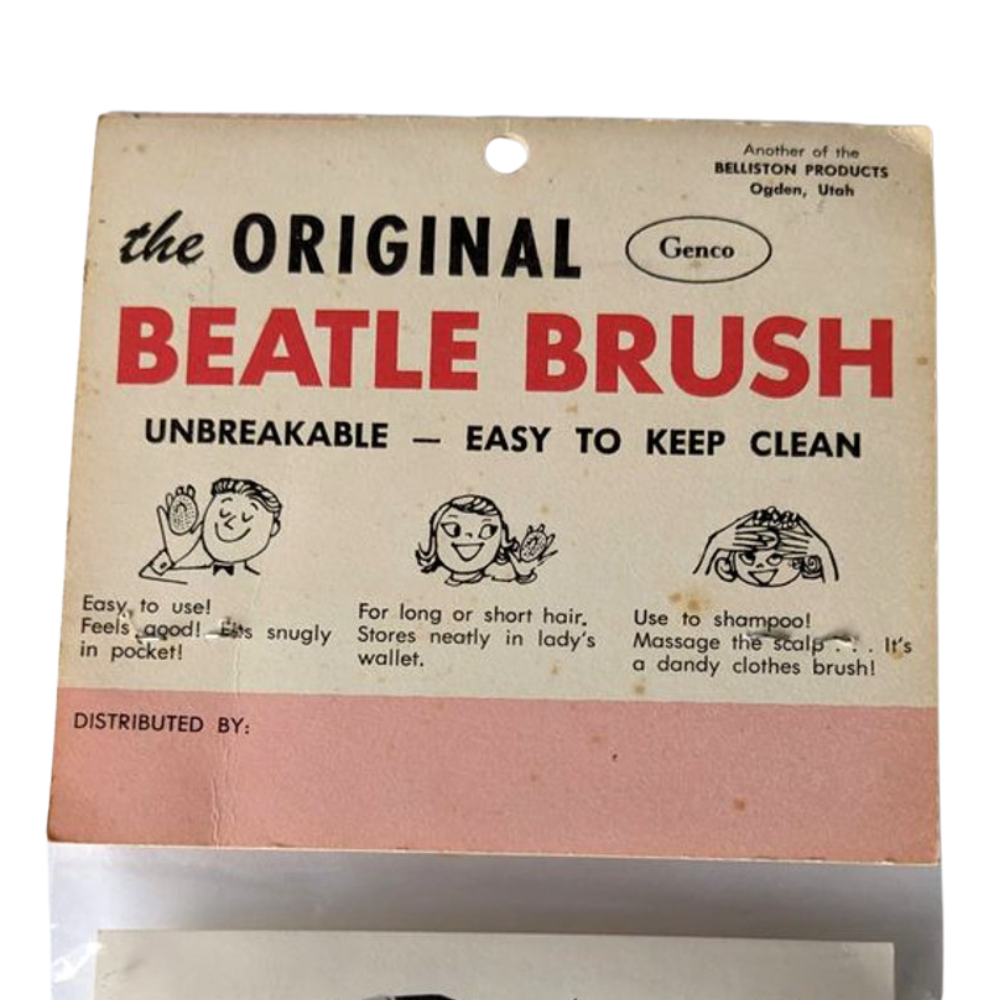 Another of the
BELLISTON PRODUCTS
Ogden, Utah
the ORIGINAL
Genco
BEATLE BRUSH
UNBREAKABLE — EASY TO KEEP CLEAN
Easy to use!
Feels good! Fits snugly
in pocket!
For long or short hair.
Stores neatly in lady's
wallet.
Use to shampoo!
Massage the scalp . . . It's
a dandy clothes brush!
DISTRIBUTED BY: